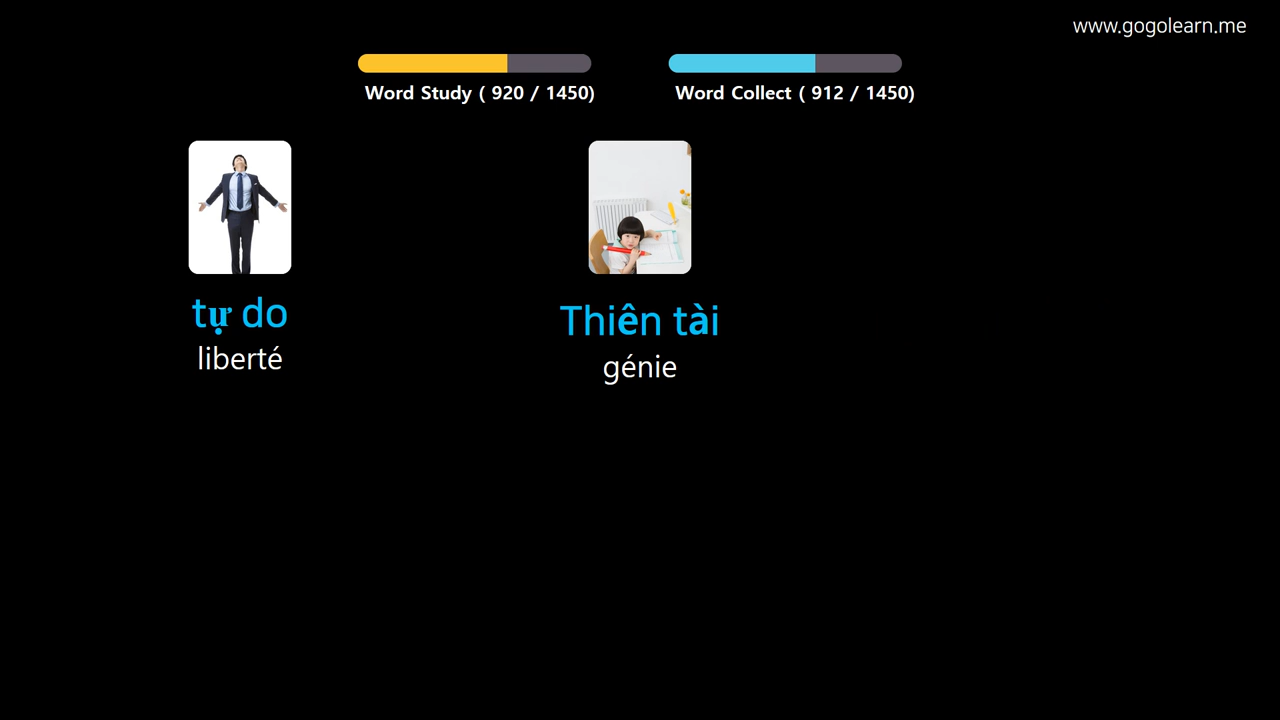 www.gogolearn.me
Word Study ( 920 / 1450)
Word Collect ( 912 / 1450)
tự do
liberté
Thiên tài
génie